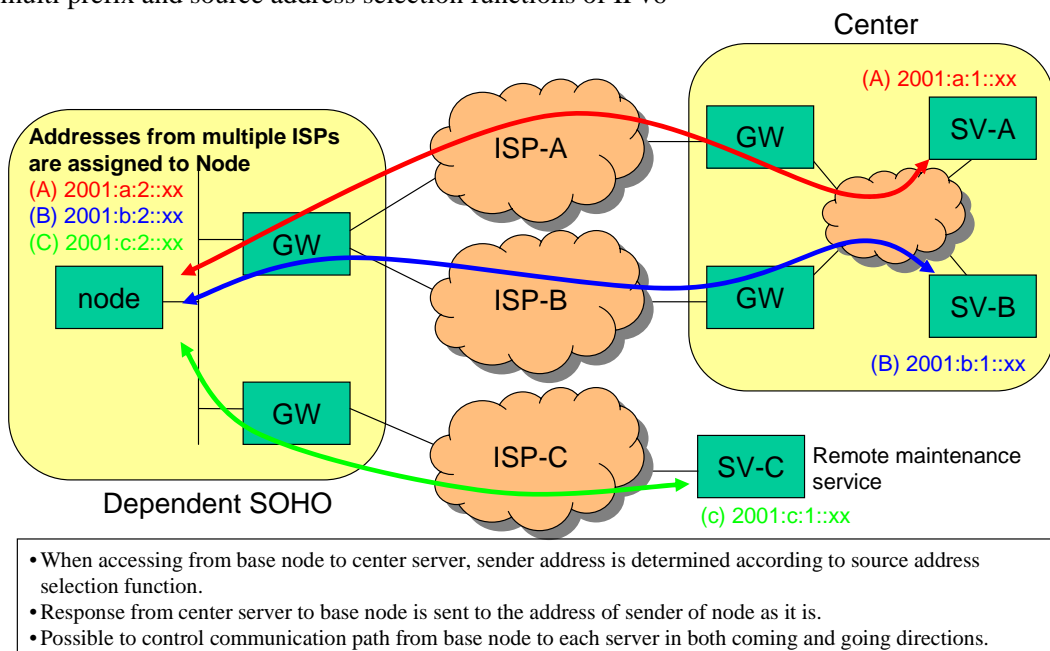 multi prefix and source address selection functions of IPv6
Center
(A) 2001:a:1::xx
Addresses from multiple ISPs
are assigned to Node
(A) 2001:a:2::xx
(B) 2001:b:2::xx
(C) 2001:c:2::xx
ISP-A
GW
SV-A
GW
node
ISP-B
GW
SV-B
(B) 2001:b:1::xx
GW
ISP-C
SV-C
Remote maintenance
service
(c) 2001:c:1::xx
Dependent SOHO
• When accessing from base node to center server, sender address is determined according to source address
selection function.
• Response from center server to base node is sent to the address of sender of node as it is.
• Possible to control communication path from base node to each server in both coming and going directions.